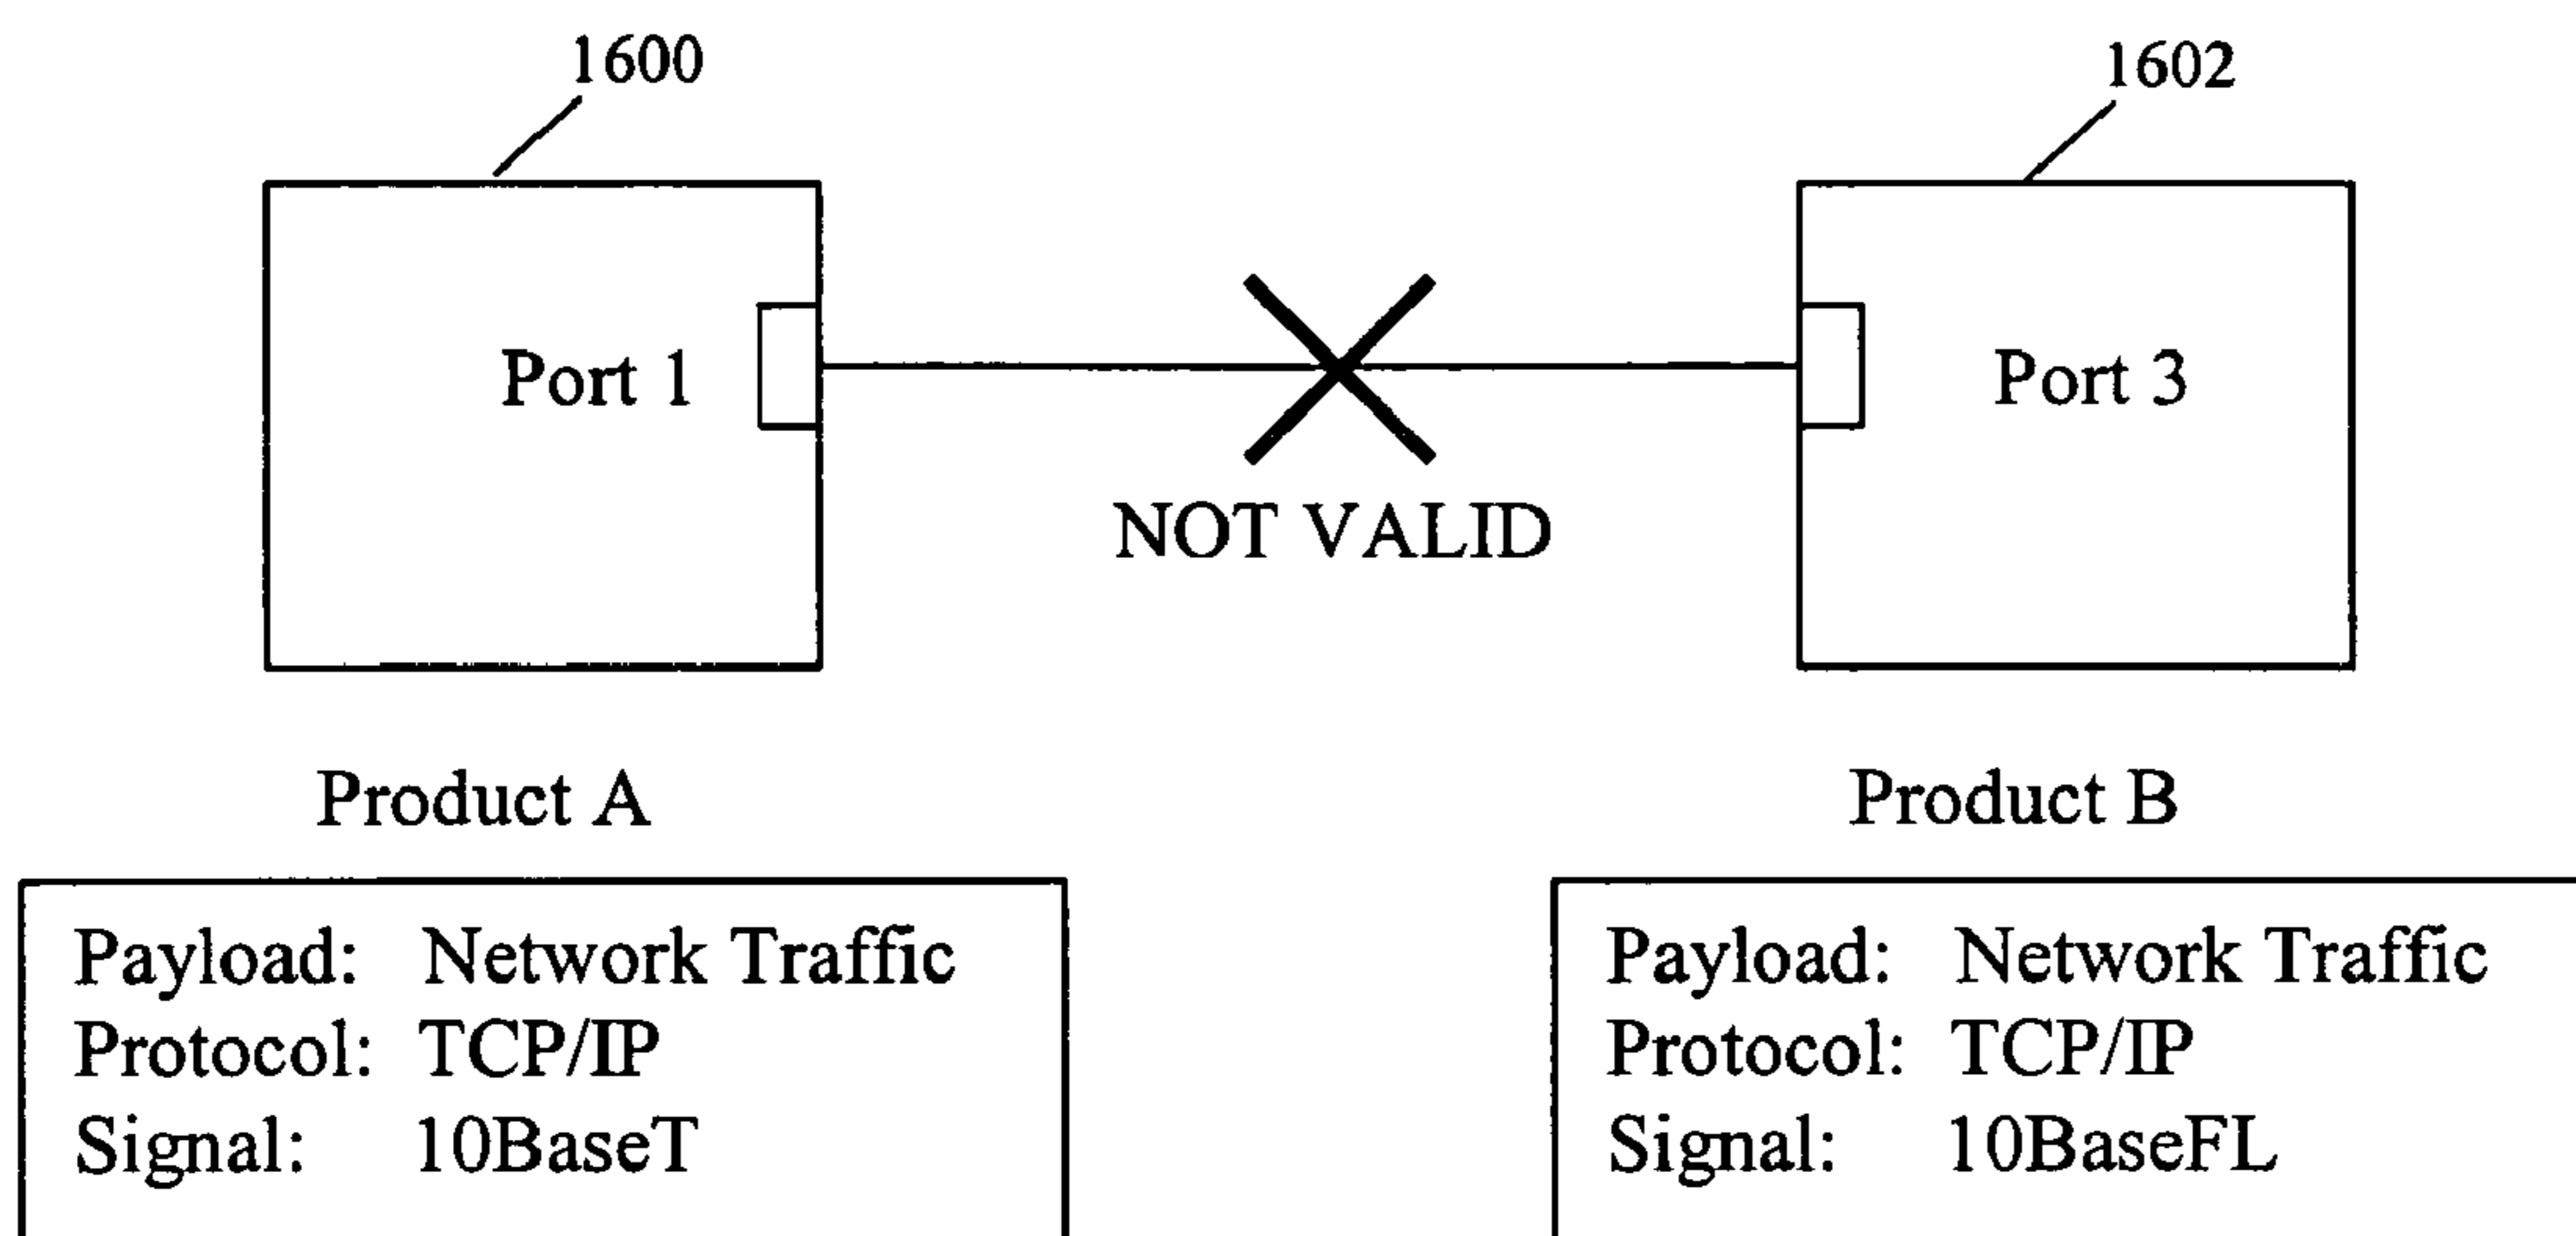 1600
1602
Port 1
Port 3
NOT VALID
Product A
Product B
Payload: Network Traffic
Protocol: TCP/IP
Signal: 10BaseT
Payload: Network Traffic
Protocol: TCP/IP
Signal: 10BaseFL